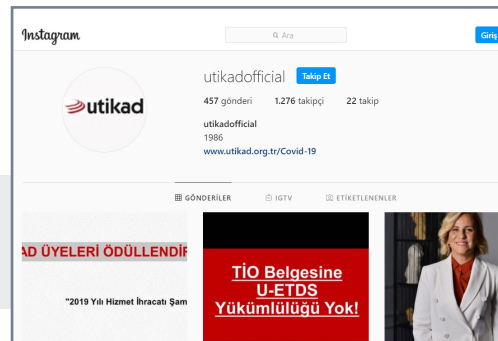 Instagram
Ara
Giriş
utikad
utikadofficial Takip Et
457 gönderi 1.276 takipçi 22 takip
utikadofficial
1986
www.utikad.org.tr/Covid-19
GÖNDERİLER IGTV ETİKETLENENLER
AD ÜYELERİ ÖDÜLLENDİR
"2019 Yılı Hizmet İhracatı Şam
TİO Belgesine
U-ETDS
Yükümlülüğü Yok!